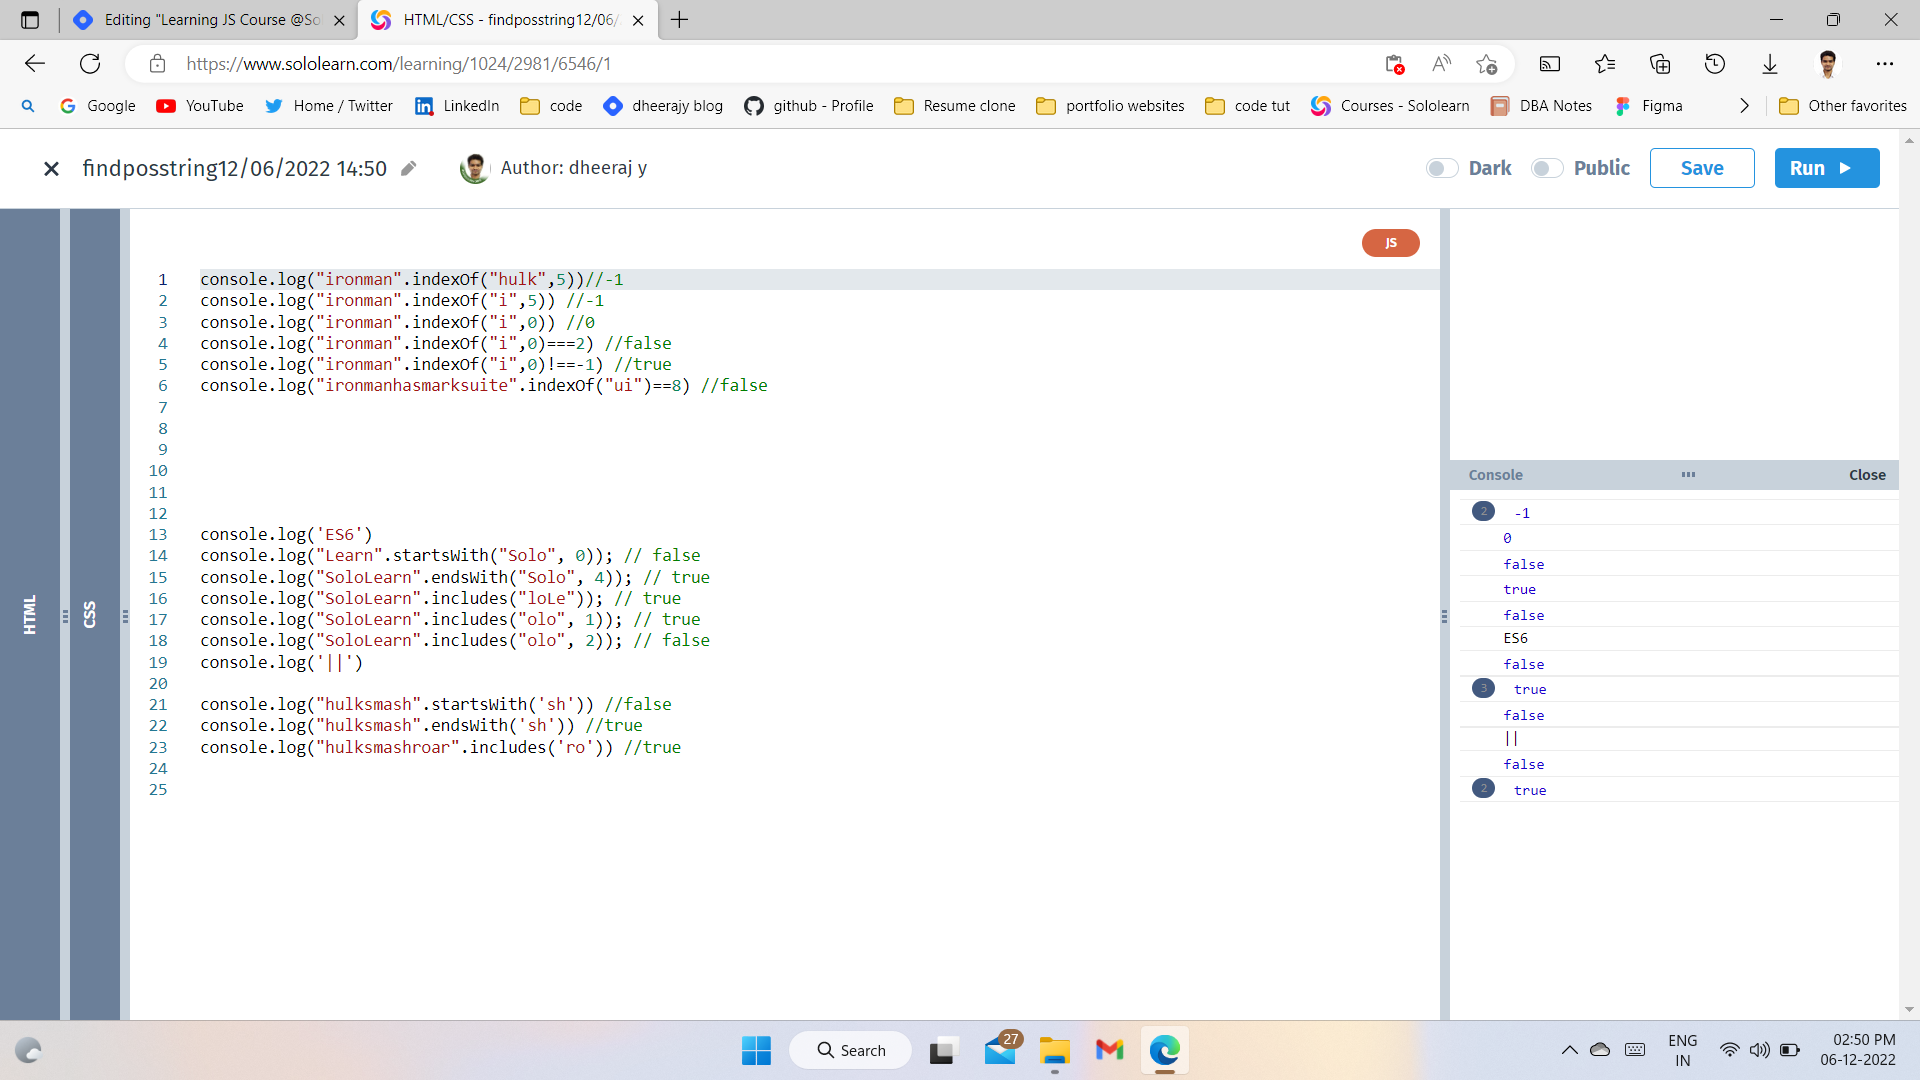 Editing "Learning JS Course @So
HTML/CSS - findposstring12/06/
https://www.sololearn.com/learning/1024/2981/6546/1
Google
YouTube
Home / Twitter
LinkedIn
code
dheerajy blog
github - Profile
Resume clone
portfolio websites
code tut
Courses - Sololearn
DBA Notes
Figma
Other favorites
findposstring12/06/2022 14:50
Author: dheeraj y
Dark
Public
Save
Run
HTML
CSS
JS
1 console.log("ironman".indexOf("hulk",5))//-1
2 console.log("ironman".indexOf("i",5)) //-1
3 console.log("ironman".indexOf("i",0)) //0
4 console.log("ironman".indexOf("i",0)===2) //false
5 console.log("ironman".indexOf("i",0)!==-1) //true
6 console.log("ironmanhasmarksuite".indexOf("ui")==8) //false
7
8
9
10
11
12
13 console.log('ES6')
14 console.log("Learn".startsWith("Solo", 0)); // false
15 console.log("SoloLearn".endsWith("Solo", 4)); // true
16 console.log("SoloLearn".includes("loLe")); // true
17 console.log("SoloLearn".includes("olo", 1)); // true
18 console.log("SoloLearn".includes("olo", 2)); // false
19 console.log('||')
20
21 console.log("hulksmash".startsWith('sh')) //false
22 console.log("hulksmash".endsWith('sh')) //true
23 console.log("hulksmashroar".includes('ro')) //true
24
25
Console
Close
2 -1
0
false
true
false
ES6
false
3 true
false
||
false
2 true
Search
27
ENG
IN
02:50 PM
06-12-2022